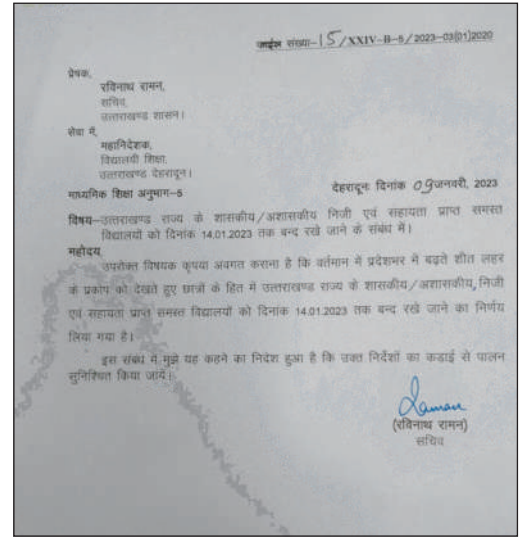 फाईल संख्या-15/XXIV-B-5/2023-03(01)2020
प्रेषक,
रविनाथ रामन,
सचिव,
उत्तराखण्ड शासन।
सेवा में,
महानिदेशक,
विद्यालयी शिक्षा,
उत्तराखण्ड देहरादून।
माध्यमिक शिक्षा अनुभाग-5 देहरादूनः दिनांक 09जनवरी, 2023
विषय-उत्तराखण्ड राज्य के शासकीय/अशासकीय निजी एवं सहायता प्राप्त समस्त
विद्यालयों को दिनांक 14.01.2023 तक बन्द रखे जाने के संबंध में।
महोदय,
उपरोक्त विषयक कृपया अवगत कराना है कि वर्तमान में प्रदेशभर में बढ़ते शीत लहर
के प्रकोप को देखते हुए छात्रों के हित में उत्तराखण्ड राज्य के शासकीय/अशासकीय, निजी
एवं सहायता प्राप्त समस्त विद्यालयों को दिनांक 14.01.2023 तक बन्द रखे जाने का निर्णय
लिया गया है।
इस संबंध में मुझे यह कहने का निदेश हुआ है कि उक्त निर्देशों का कड़ाई से पालन
सुनिश्चित किया जाये।
Raman
(रविनाथ रामन)
सचिव